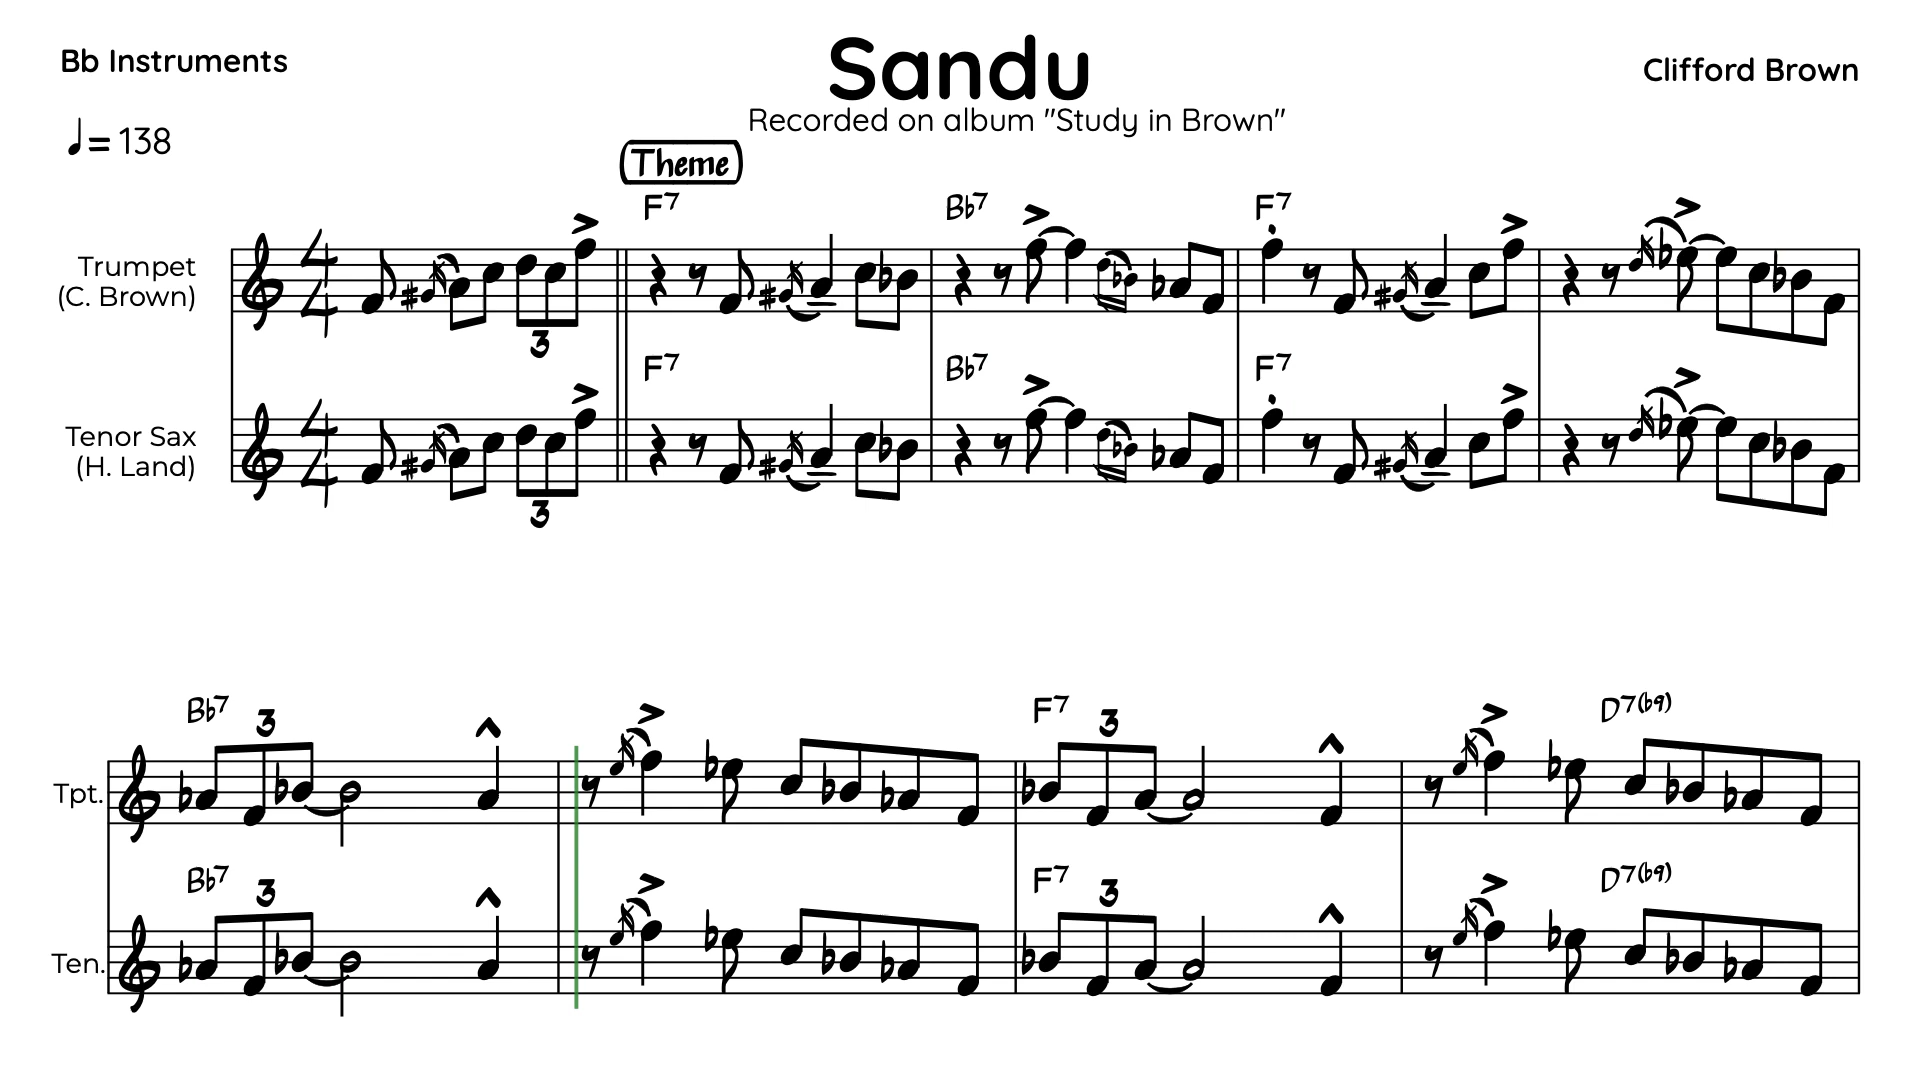 Bb Instruments
Sandu
Clifford Brown
Recorded on album "Study in Brown"
♩= 138
Theme
F7 Bb7 F7
Trumpet
(C. Brown)
3
F7 Bb7 F7
Tenor Sax
(H. Land)
3
Bb7 3 F7 3 D7(b9)
Tpt.
Bb7 3 F7 3 D7(b9)
Ten.